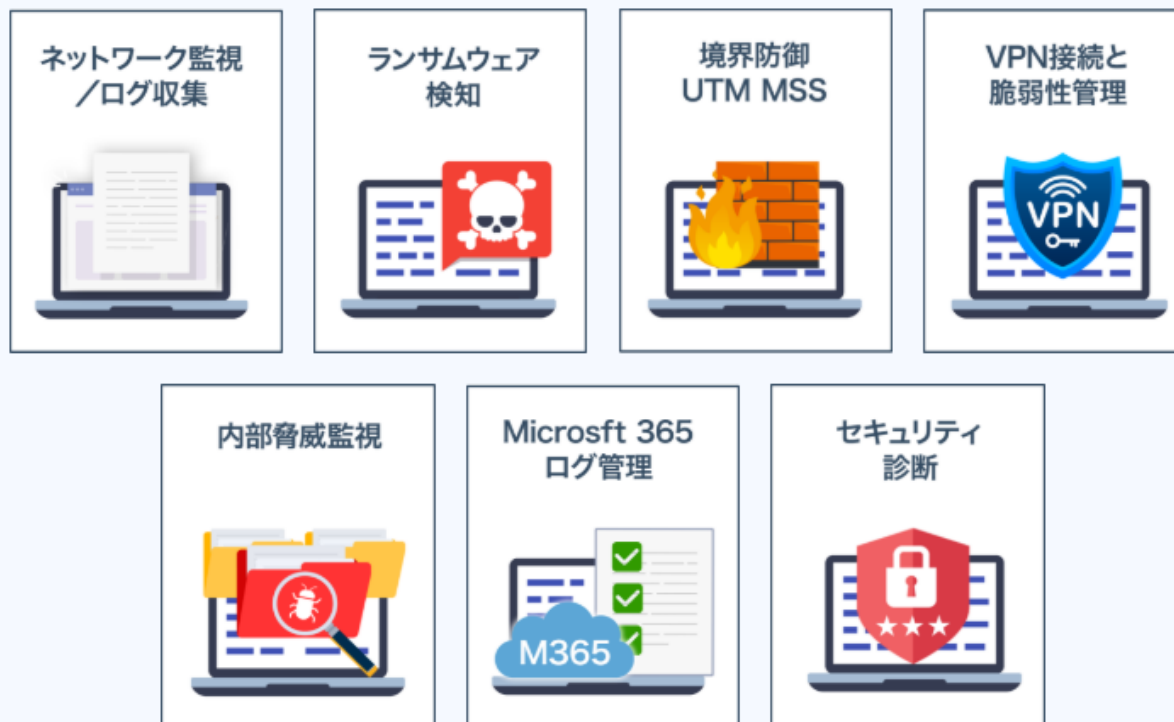 ネットワーク監視
／ログ収集
ランサムウェア
検知
境界防御
UTM MSS
VPN接続と
脆弱性管理
VPN
内部脅威監視
Microsft 365
ログ管理
M365
セキュリティ
診断